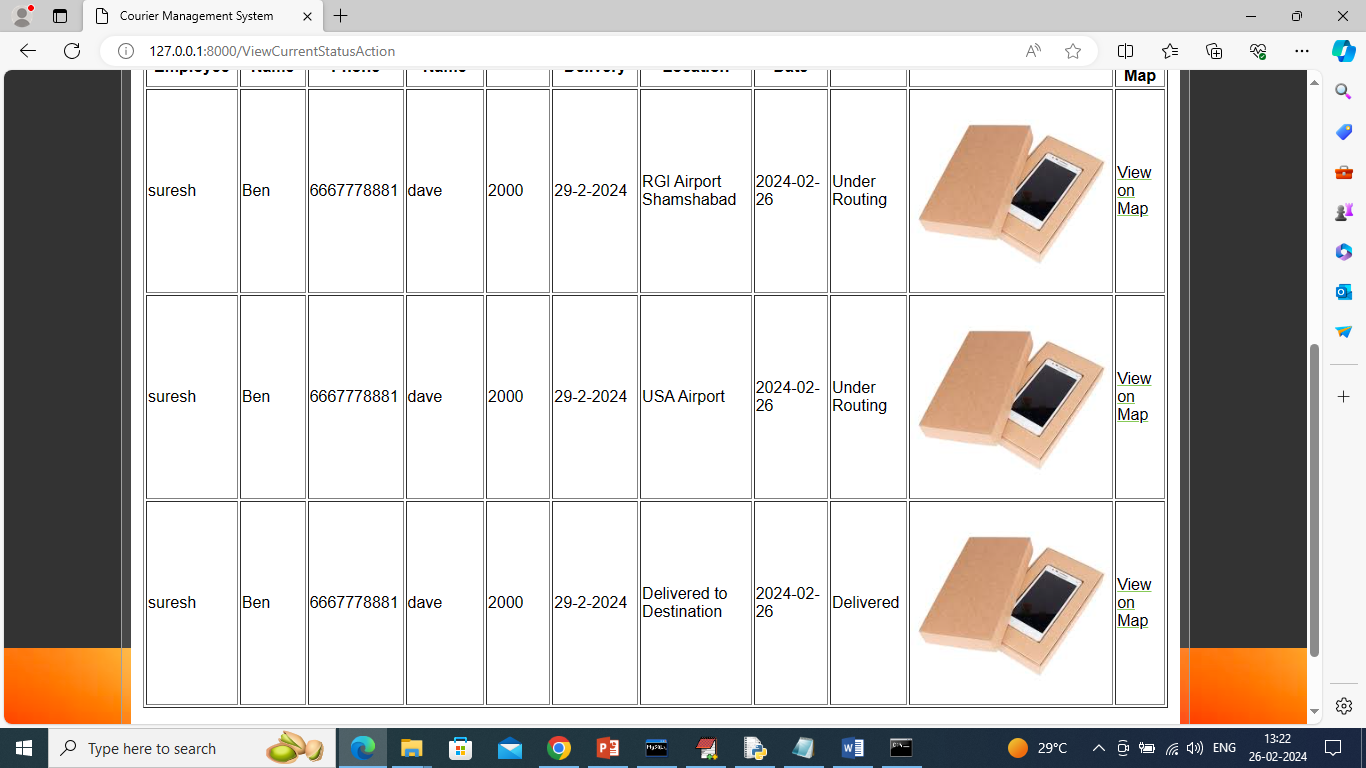 Courier Management System
127.0.0.1:8000/ViewCurrentStatusAction
Employee Name Phone Name Delivery Location Date
Map
suresh Ben 6667778881 dave 2000 29-2-2024 RGI Airport Shamshabad 2024-02-26 Under Routing View on Map
suresh Ben 6667778881 dave 2000 29-2-2024 USA Airport 2024-02-26 Under Routing View on Map
suresh Ben 6667778881 dave 2000 29-2-2024 Delivered to Destination 2024-02-26 Delivered View on Map
Type here to search
29°C
ENG
13:22
26-02-2024